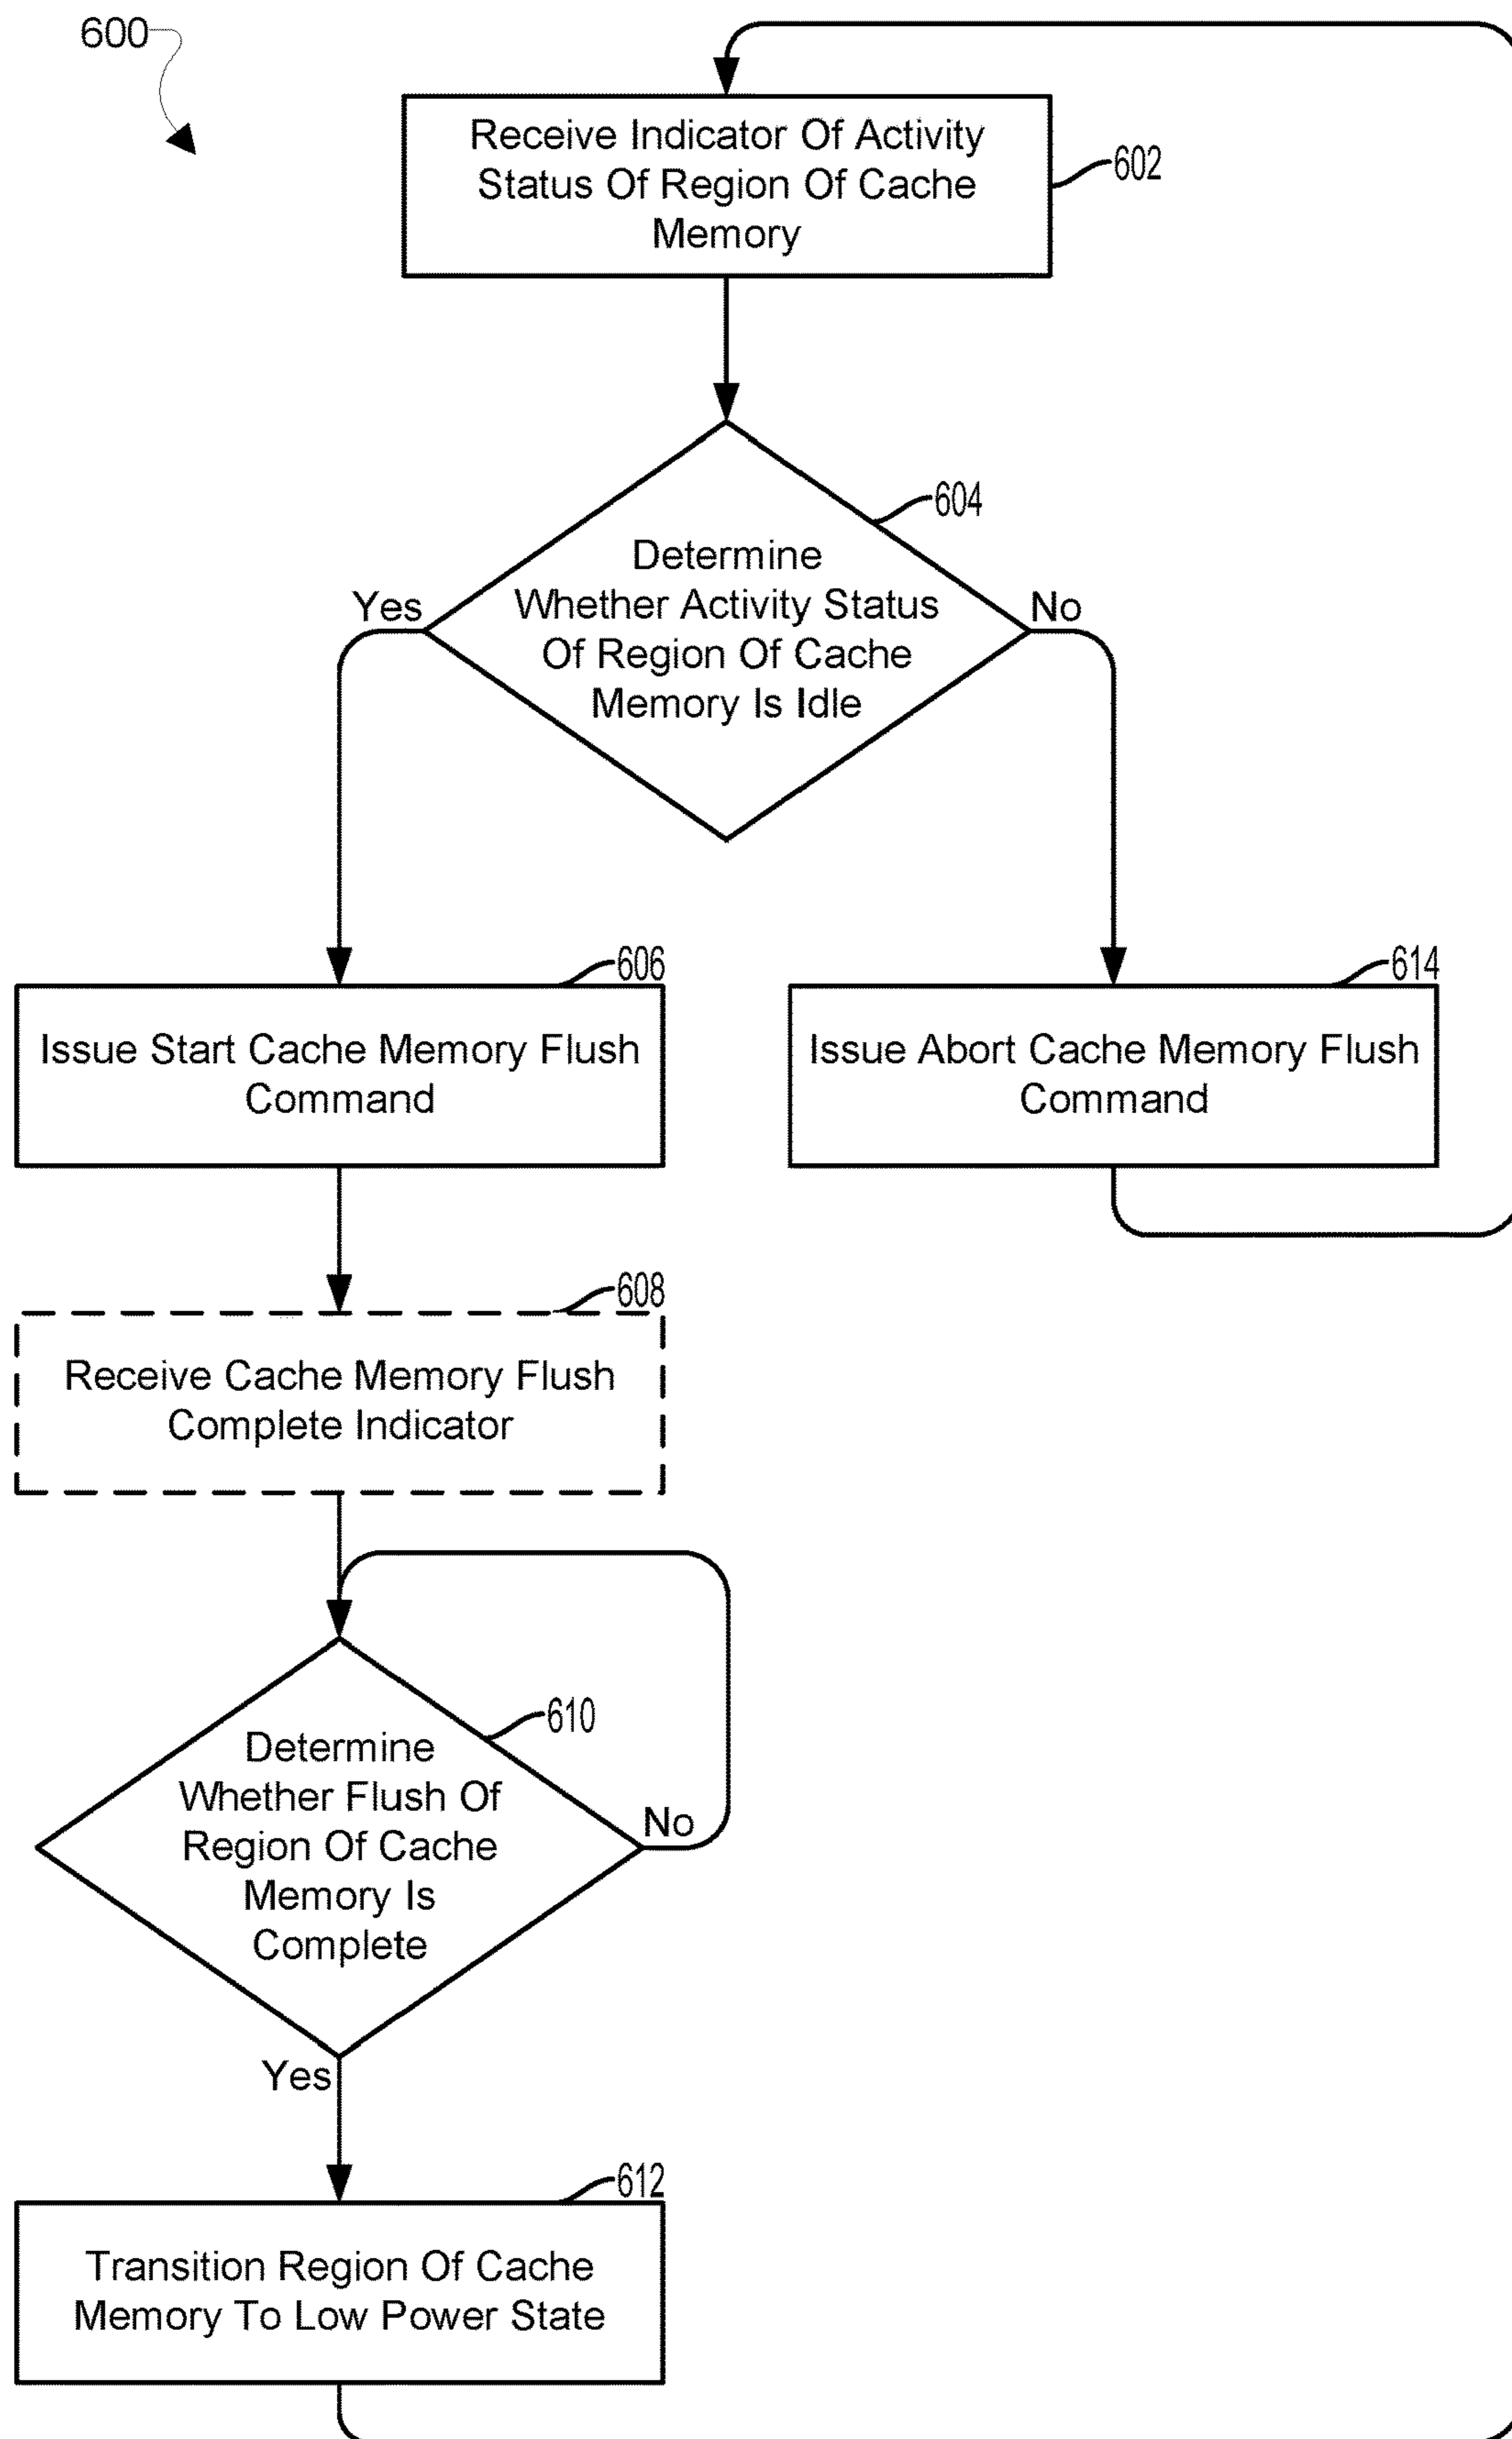 600
Receive Indicator Of Activity
Status Of Region Of Cache
Memory
602
604
Determine
Whether Activity Status
Of Region Of Cache
Memory Is Idle
Yes
No
606
Issue Start Cache Memory Flush
Command
614
Issue Abort Cache Memory Flush
Command
608
Receive Cache Memory Flush
Complete Indicator
610
Determine
Whether Flush Of
Region Of Cache
Memory Is
Complete
No
Yes
612
Transition Region Of Cache
Memory To Low Power State